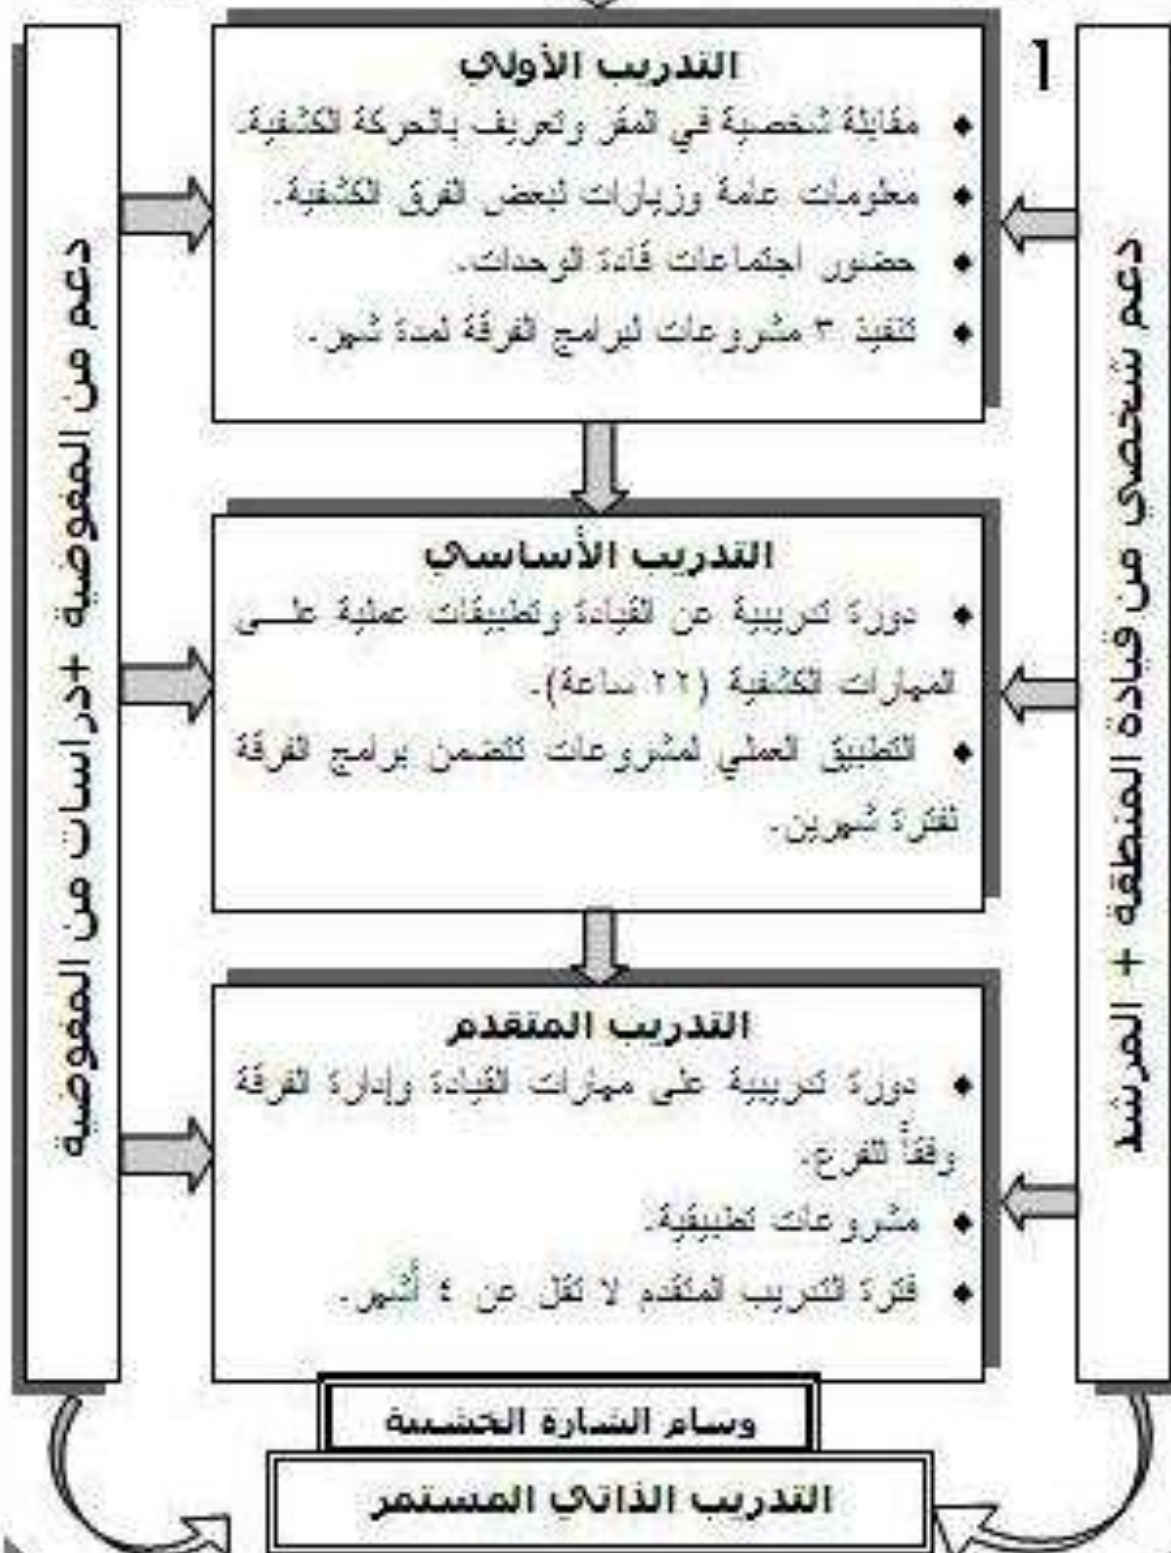 1
التدريب الأولي
مقابلة شخصية في المقر وتعريف بالحركة الكشفية.
معلومات عامة وزيارات لبعض الفرق الكشفية.
حضور اجتماعات قادة الوحدات.
تنفيذ ٣ مشروعات لبرامج الفرقة لمدة شهر.
التدريب الأساسي
دورة تدريبية عن القيادة وتطبيقات عملية علــى
المهارات الكشفية (٢٢ ساعة).
التطبيق العملي لمشروعات تتضمن برامج الفرقة
لفترة شهرين.
التدريب المتقدم
دورة تدريبية على مهارات القيادة وإدارة الفرقة
وفقاً للفرع.
مشروعات تطبيقية.
فترة التدريب المتقدم لا تقل عن ٤ أشهر.
وسام الشارة الخشبية
التدريب الذاتي المستمر
دعم شخصي من قيادة المنطقة + المرشد
دعم من المفوضية +دراسات من المفوضية